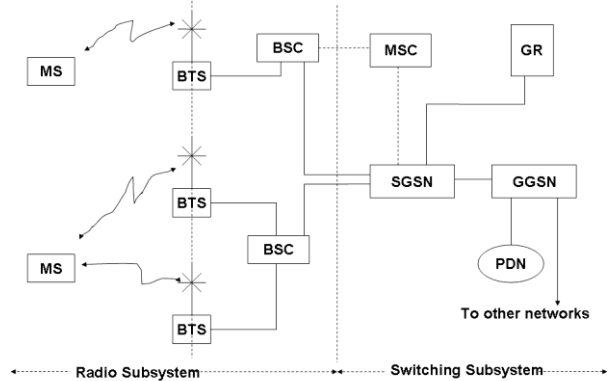 BSC
MSC
GR
MS
BTS
SGSN
GGSN
BTS
BSC
MS
PDN
To other networks
BTS
Radio Subsystem
Switching Subsystem